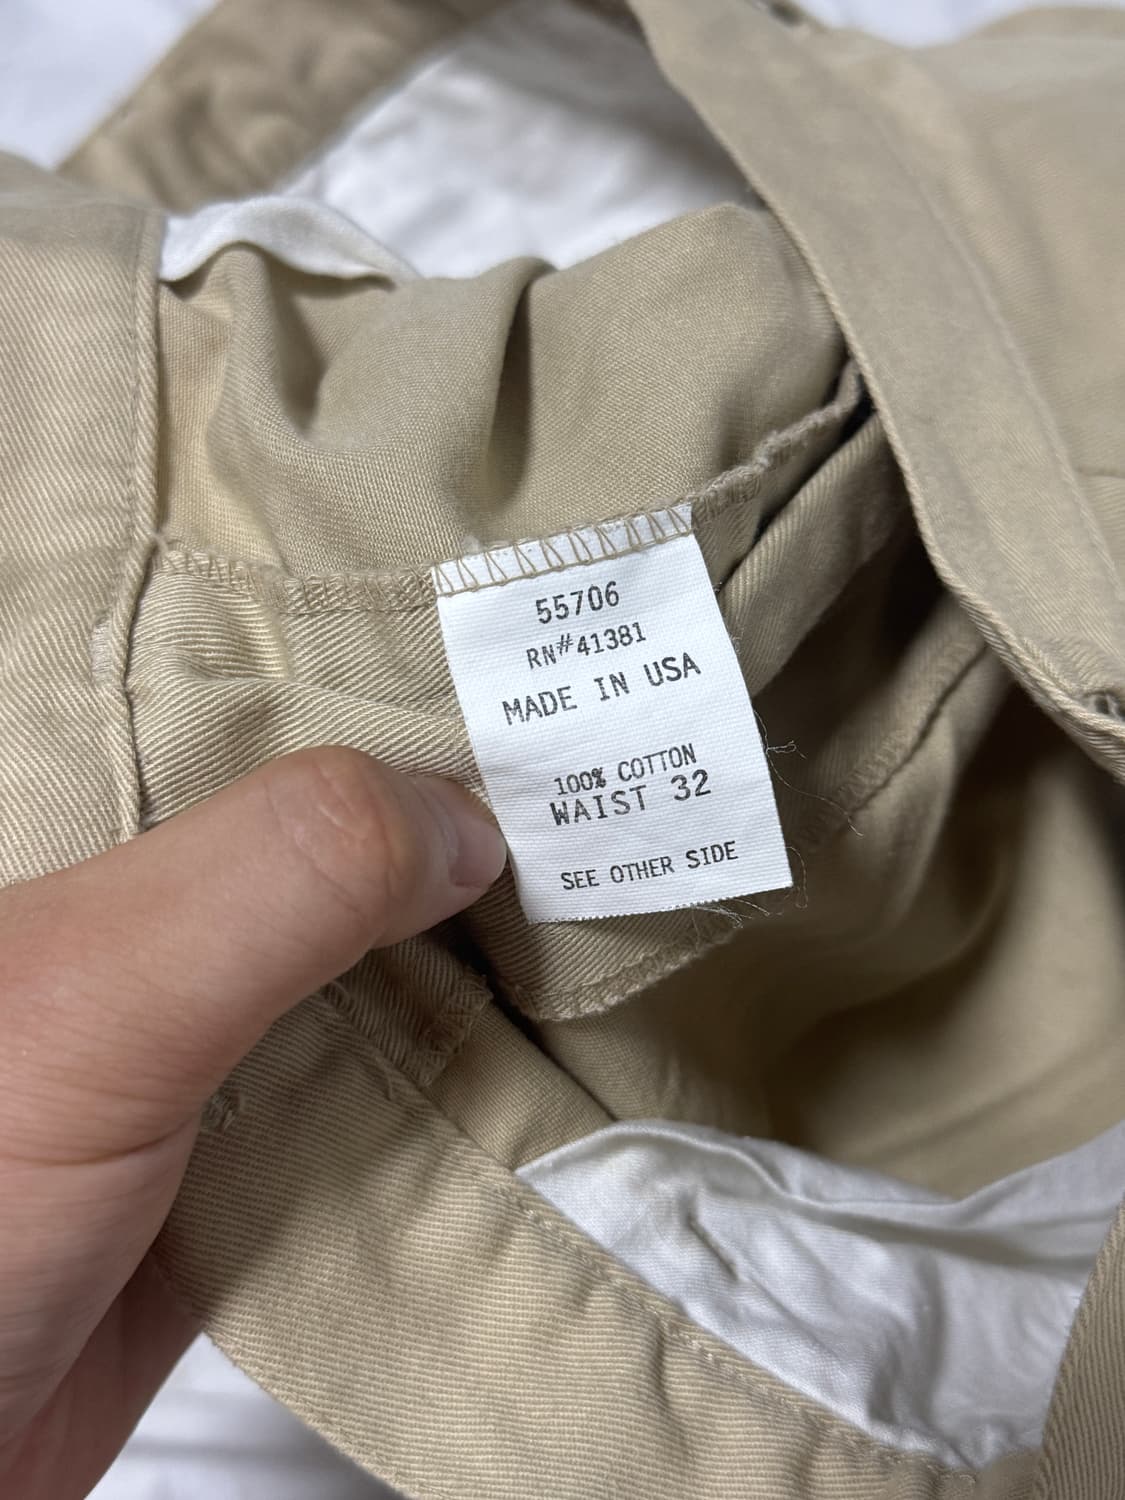 55706
RN#41381
MADE IN USA
100% COTTON
WAIST 32
SEE OTHER SIDE